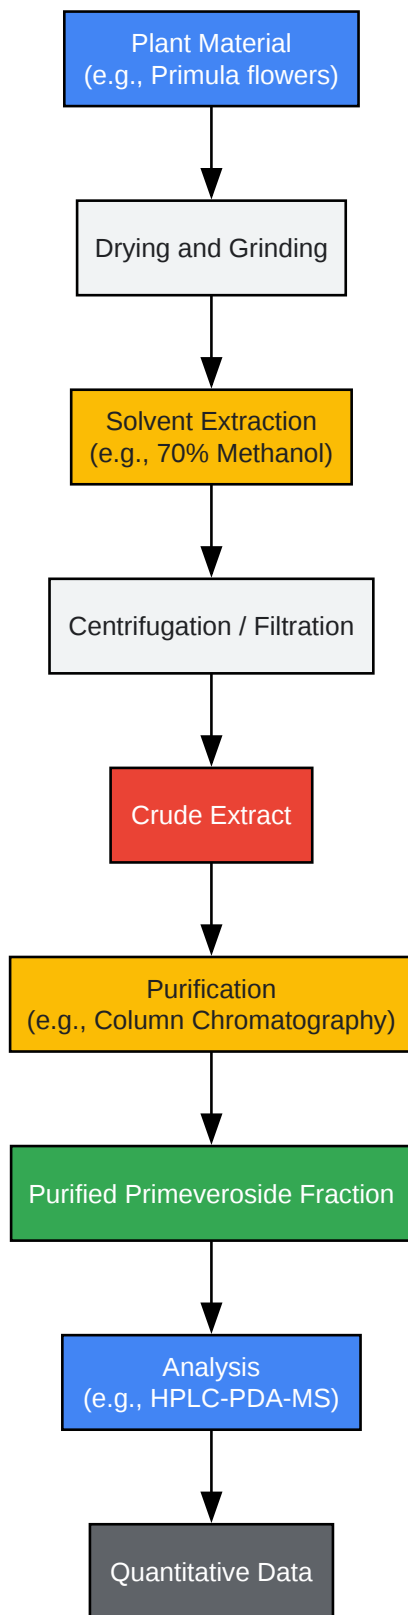 Plant Material
(e.g., Primula flowers)
Drying and Grinding
Solvent Extraction
(e.g., 70% Methanol)
Centrifugation / Filtration
Crude Extract
Purification
(e.g., Column Chromatography)
Purified Primeveroside Fraction
Analysis
(e.g., HPLC-PDA-MS)
Quantitative Data